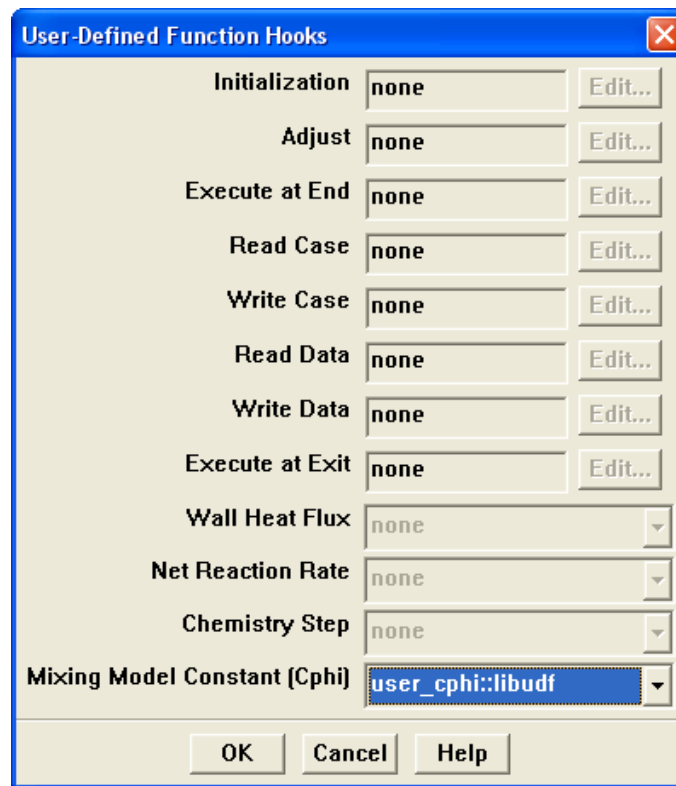 User-Defined Function Hooks
Initialization none Edit...
Adjust none Edit...
Execute at End none Edit...
Read Case none Edit...
Write Case none Edit...
Read Data none Edit...
Write Data none Edit...
Execute at Exit none Edit...
Wall Heat Flux none
Net Reaction Rate none
Chemistry Step none
Mixing Model Constant (Cphi) user_cphi::libudf
OK Cancel Help